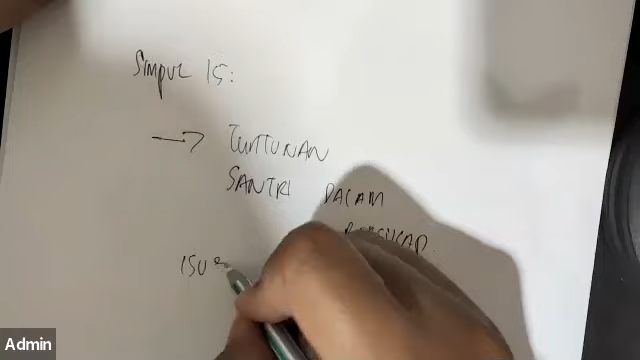 Simpul 15:
→ TUNTUNAN
SANTRI DALAM
ISU
Admin